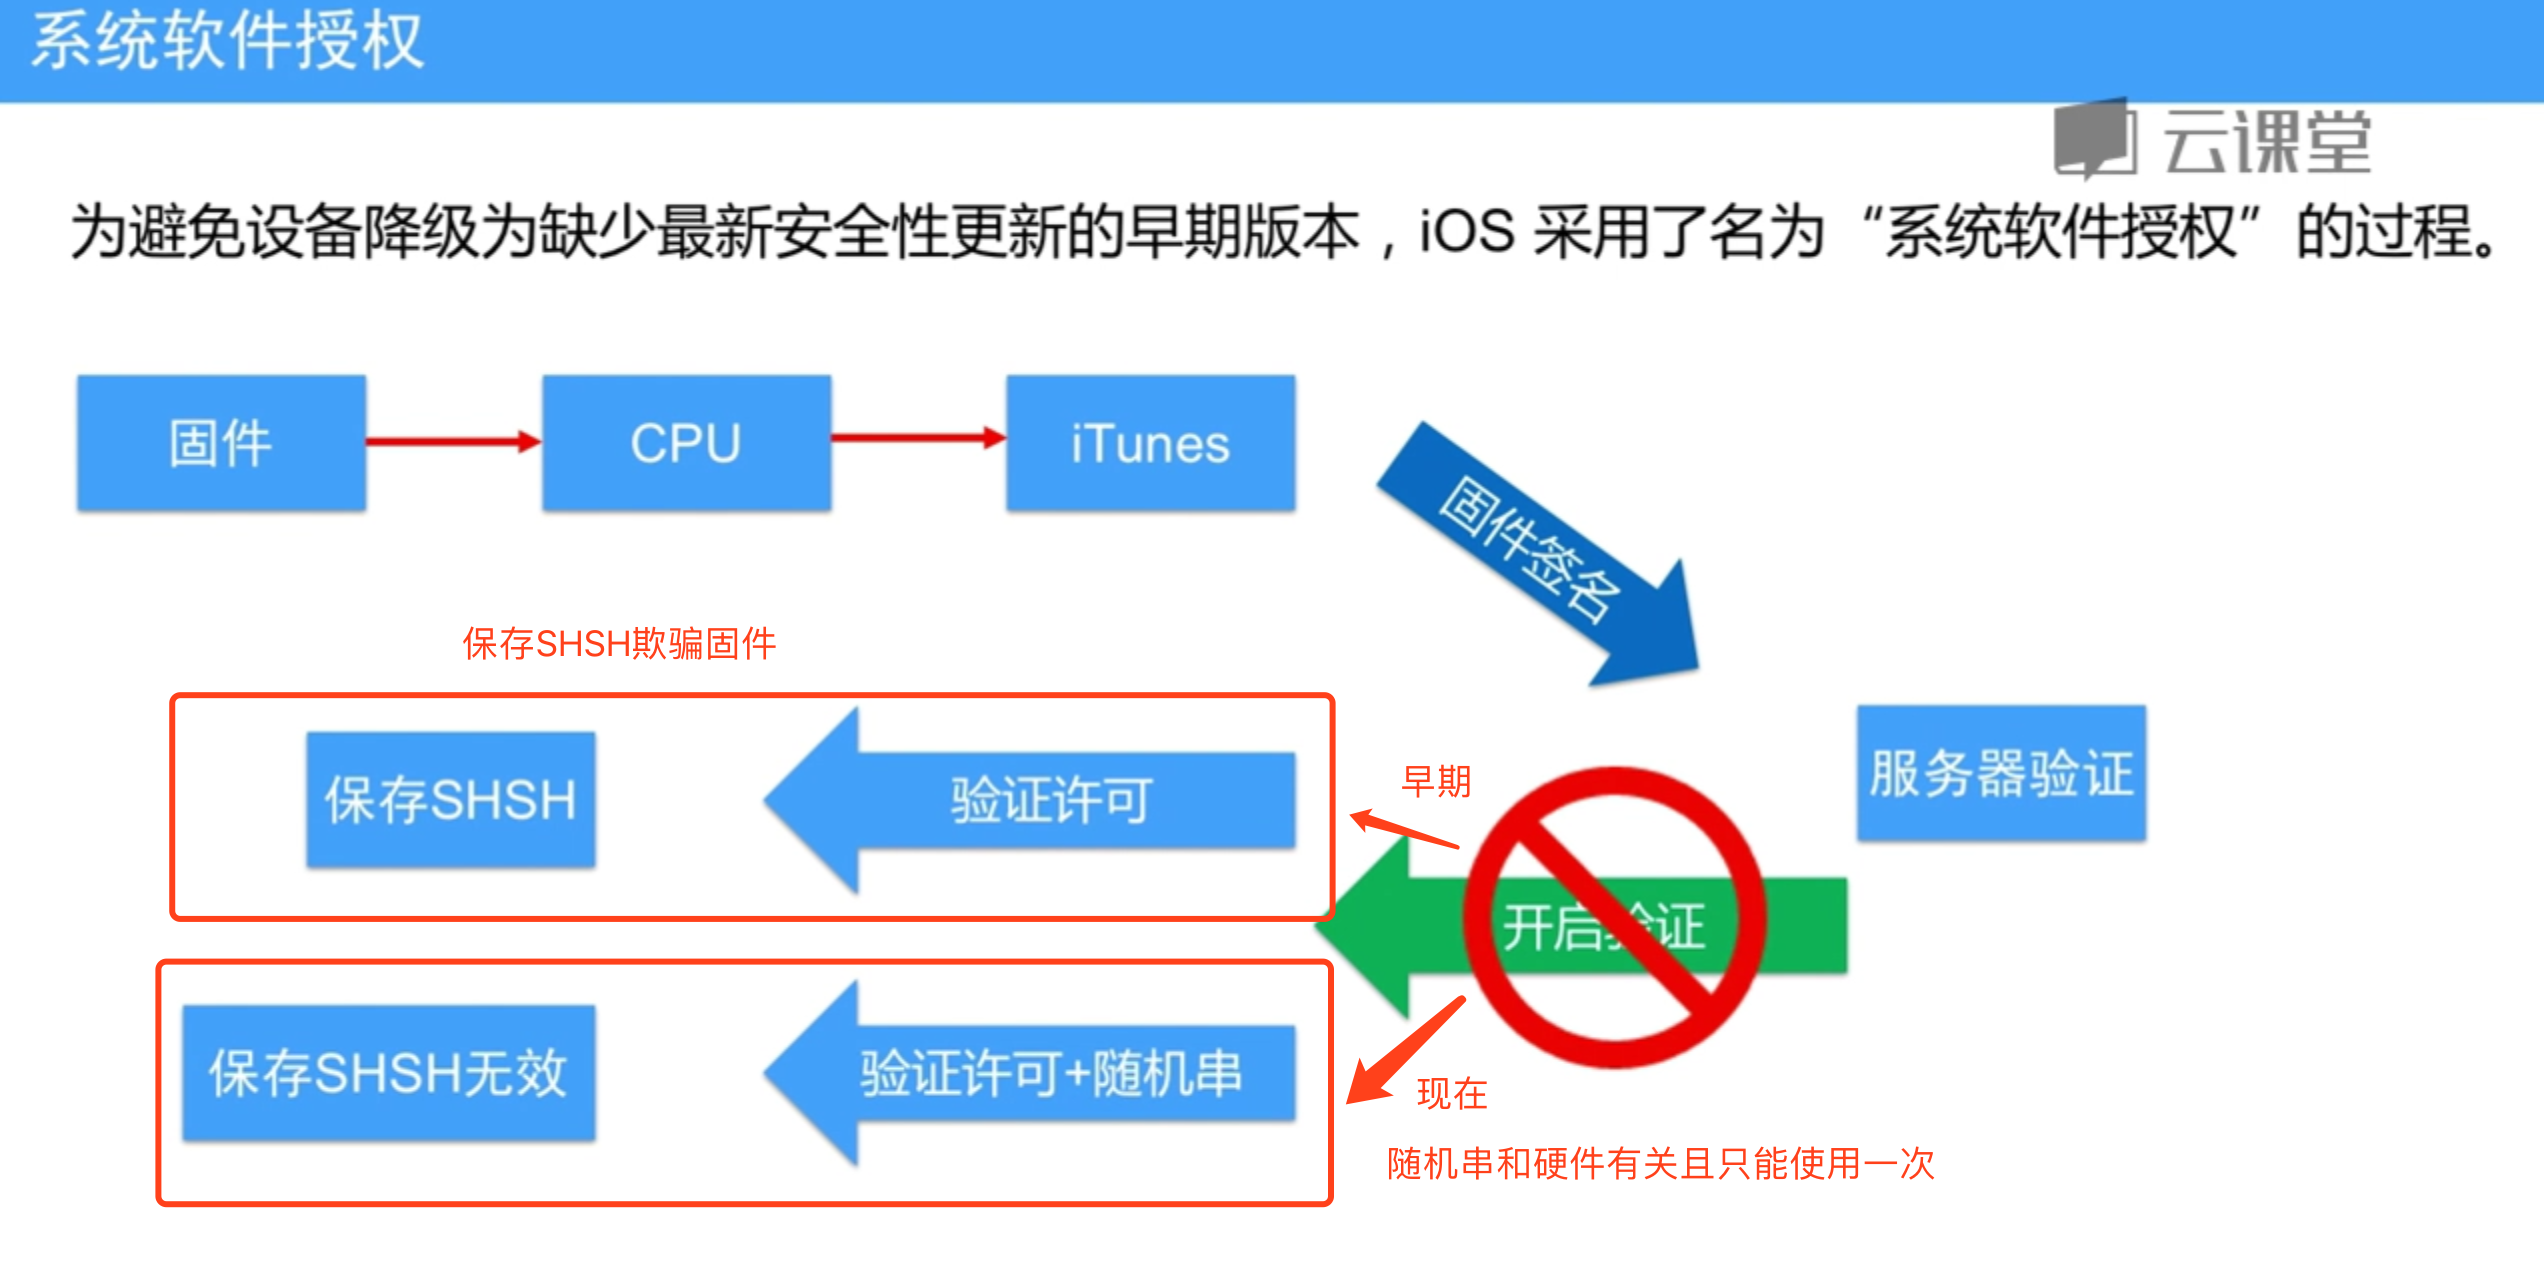 系统软件授权
云课堂
为避免设备降级为缺少最新安全性更新的早期版本，iOS 采用了名为“系统软件授权”的过程。
固件
CPU
iTunes
固件签名
保存SHSH欺骗固件
保存SHSH
验证许可
早期
服务器验证
开启验证
保存SHSH无效
验证许可+随机串
现在
随机串和硬件有关且只能使用一次